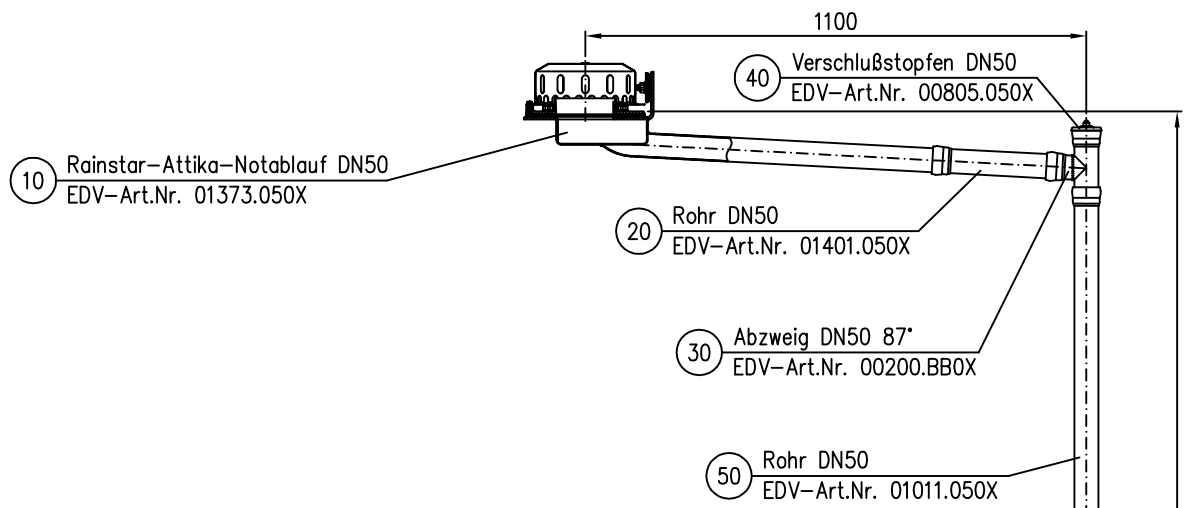 1100
40
Verschlußstopfen DN50
EDV-Art.Nr. 00805.050X
10
Rainstar-Attika-Notablauf DN50
EDV-Art.Nr. 01373.050X
20
Rohr DN50
EDV-Art.Nr. 01401.050X
30
Abzweig DN50 87°
EDV-Art.Nr. 00200.BB0X
50
Rohr DN50
EDV-Art.Nr. 01011.050X